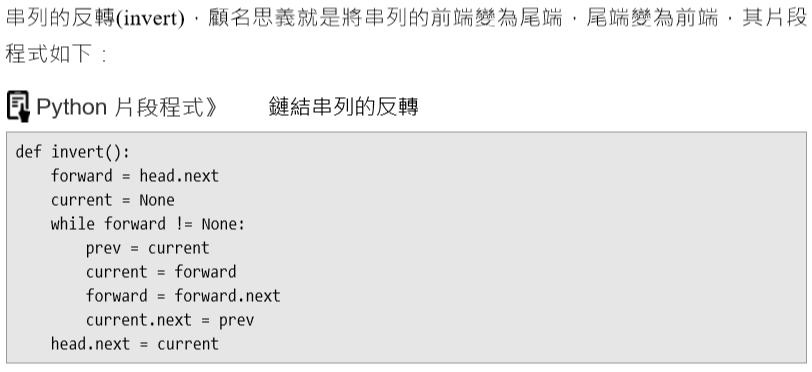 串列的反轉(invert)，顧名思義就是將串列的前端變為尾端，尾端變為前端，其片段
程式如下：
Python 片段程式》 鏈結串列的反轉
def invert():
    forward = head.next
    current = None
    while forward != None:
        prev = current
        current = forward
        forward = forward.next
        current.next = prev
    head.next = current